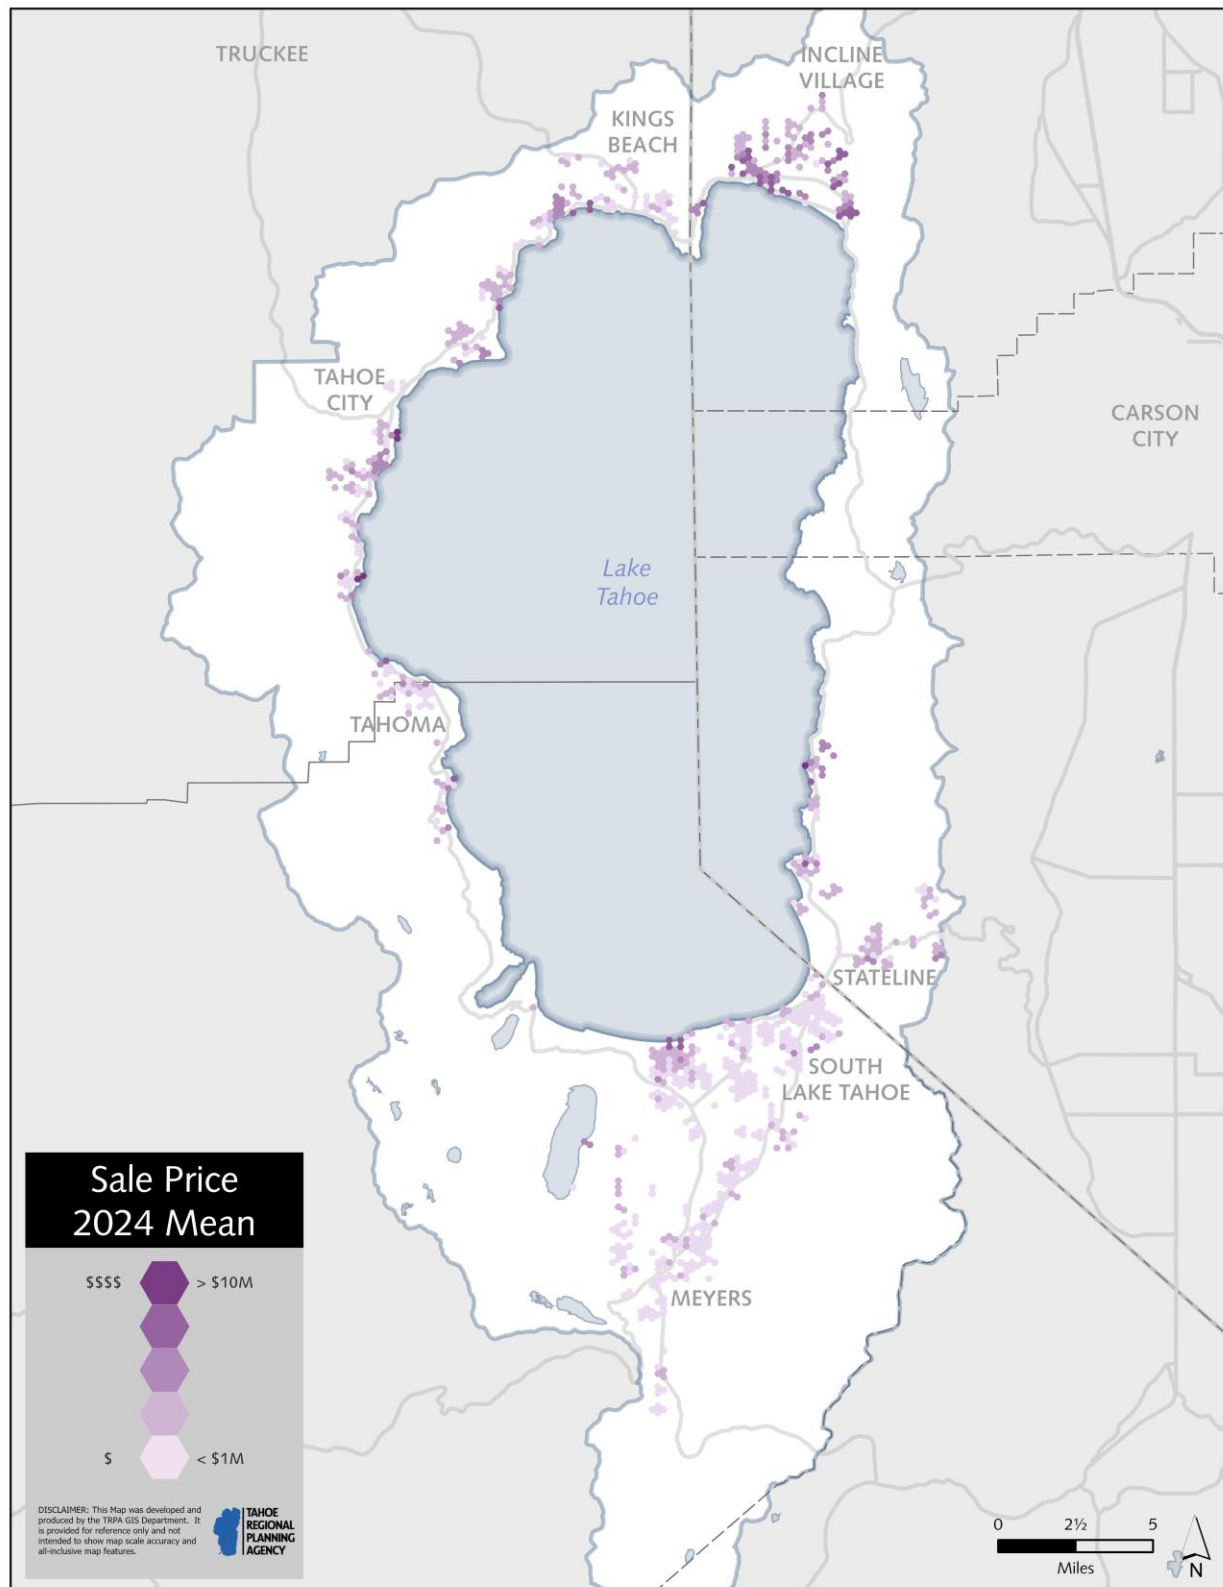 TRUCKEE
INCLINE
VILLAGE
KINGS
BEACH
TAHOE
CITY
CARSON
CITY
Lake
Tahoe
TAHOMA
STATELINE
SOUTH
LAKE TAHOE
MEYERS
Sale Price
2024 Mean
$$$$ > $10M
$ < $1M
DISCLAIMER: This Map was developed and
produced by the TRPA GIS Department. It
is provided for reference only and not
intended to show map scale accuracy and
all-inclusive map features.
TAHOE
REGIONAL
PLANNING
AGENCY
0 2½ 5
Miles
N